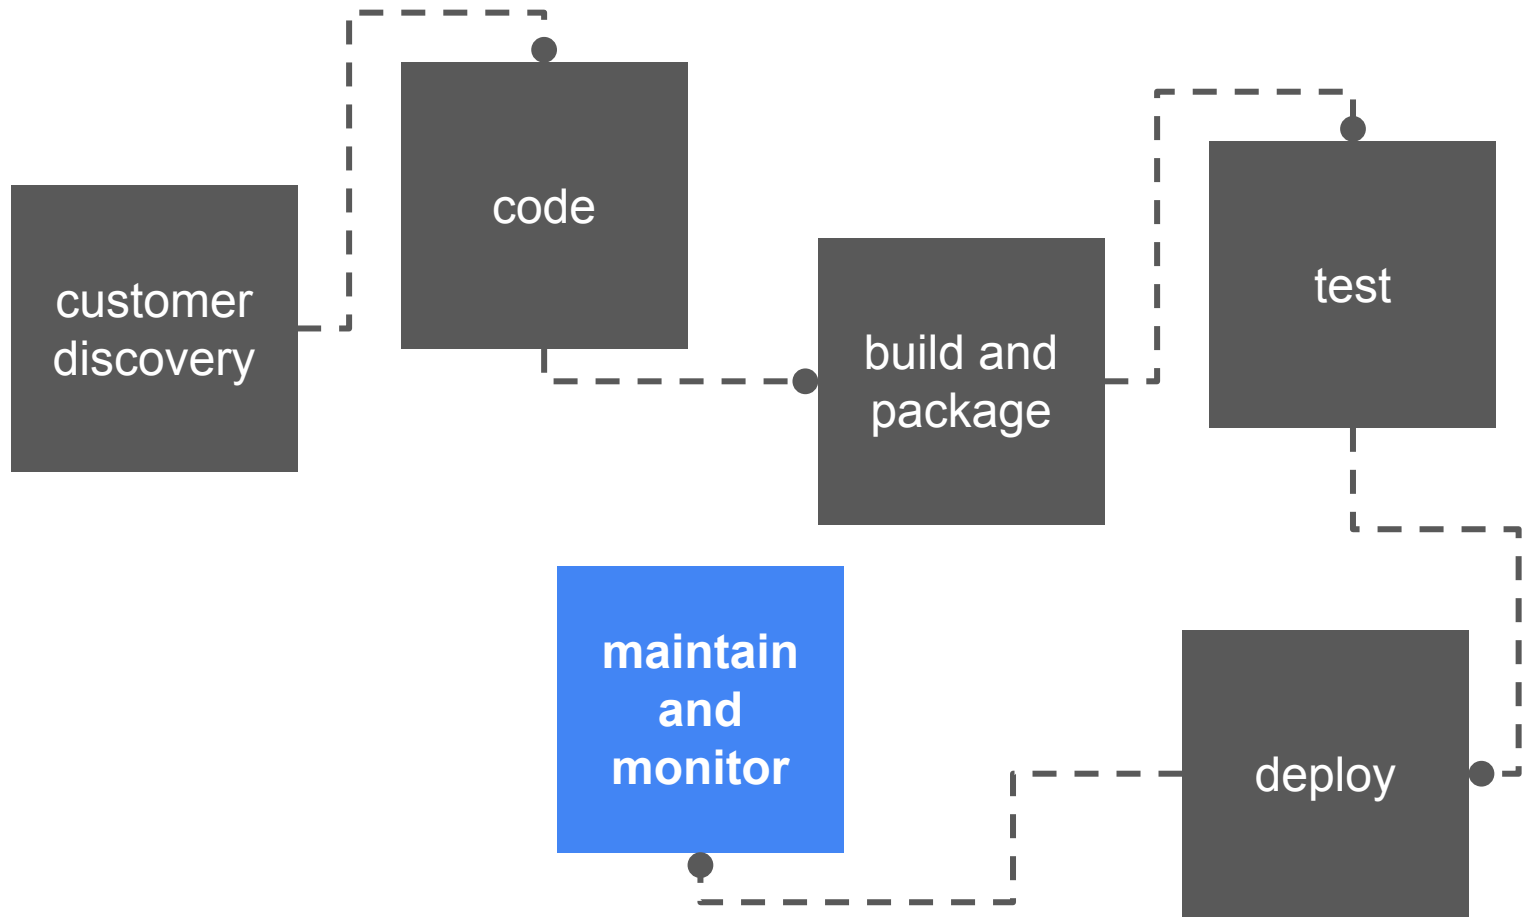 customer
discovery
code
build and
package
test
deploy
maintain
and
monitor